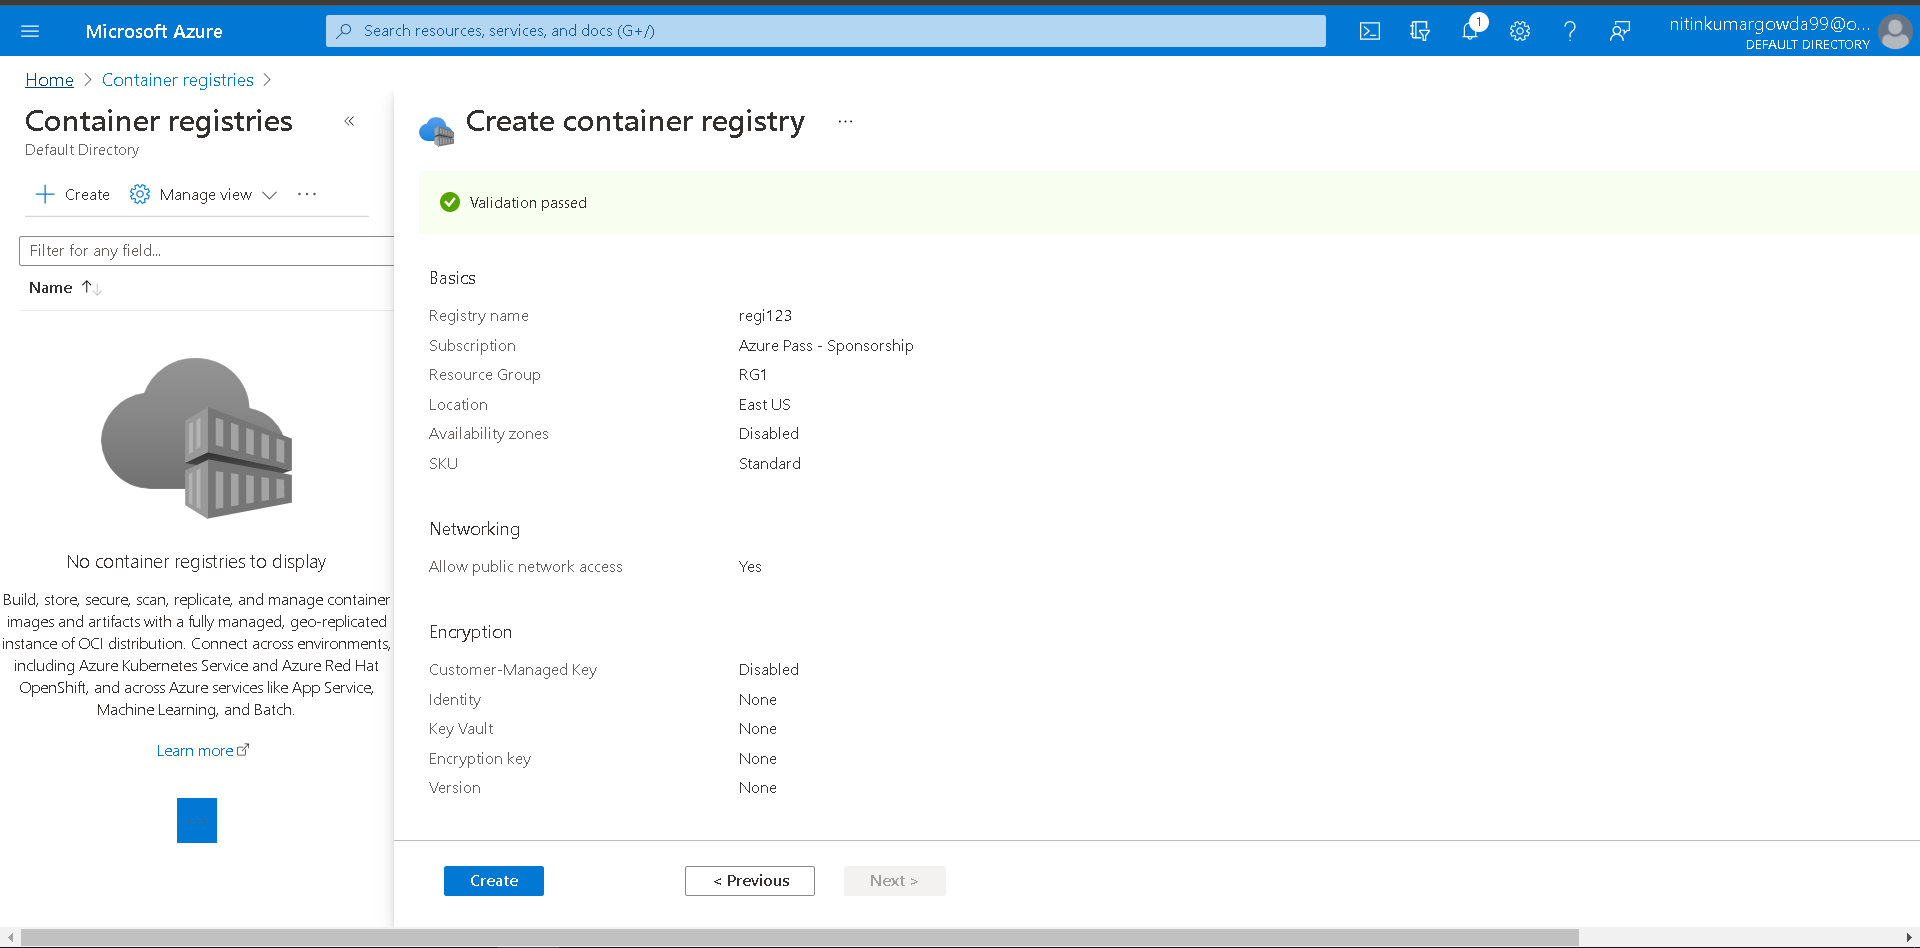 Microsoft Azure
Search resources, services, and docs (G+/)
1
nitinkumargowda99@o...
DEFAULT DIRECTORY
Home > Container registries >
Container registries «
Default Directory
+ Create Manage view ...
Filter for any field...
Name ↑↓
No container registries to display
Build, store, secure, scan, replicate, and manage container
images and artifacts with a fully managed, geo-replicated
instance of OCI distribution. Connect across environments,
including Azure Kubernetes Service and Azure Red Hat
OpenShift, and across Azure services like App Service,
Machine Learning, and Batch.
Learn more
Create container registry ...
Validation passed
Basics
Registry name regi123
Subscription Azure Pass - Sponsorship
Resource Group RG1
Location East US
Availability zones Disabled
SKU Standard
Networking
Allow public network access Yes
Encryption
Customer-Managed Key Disabled
Identity None
Key Vault None
Encryption key None
Version None
Create < Previous Next >